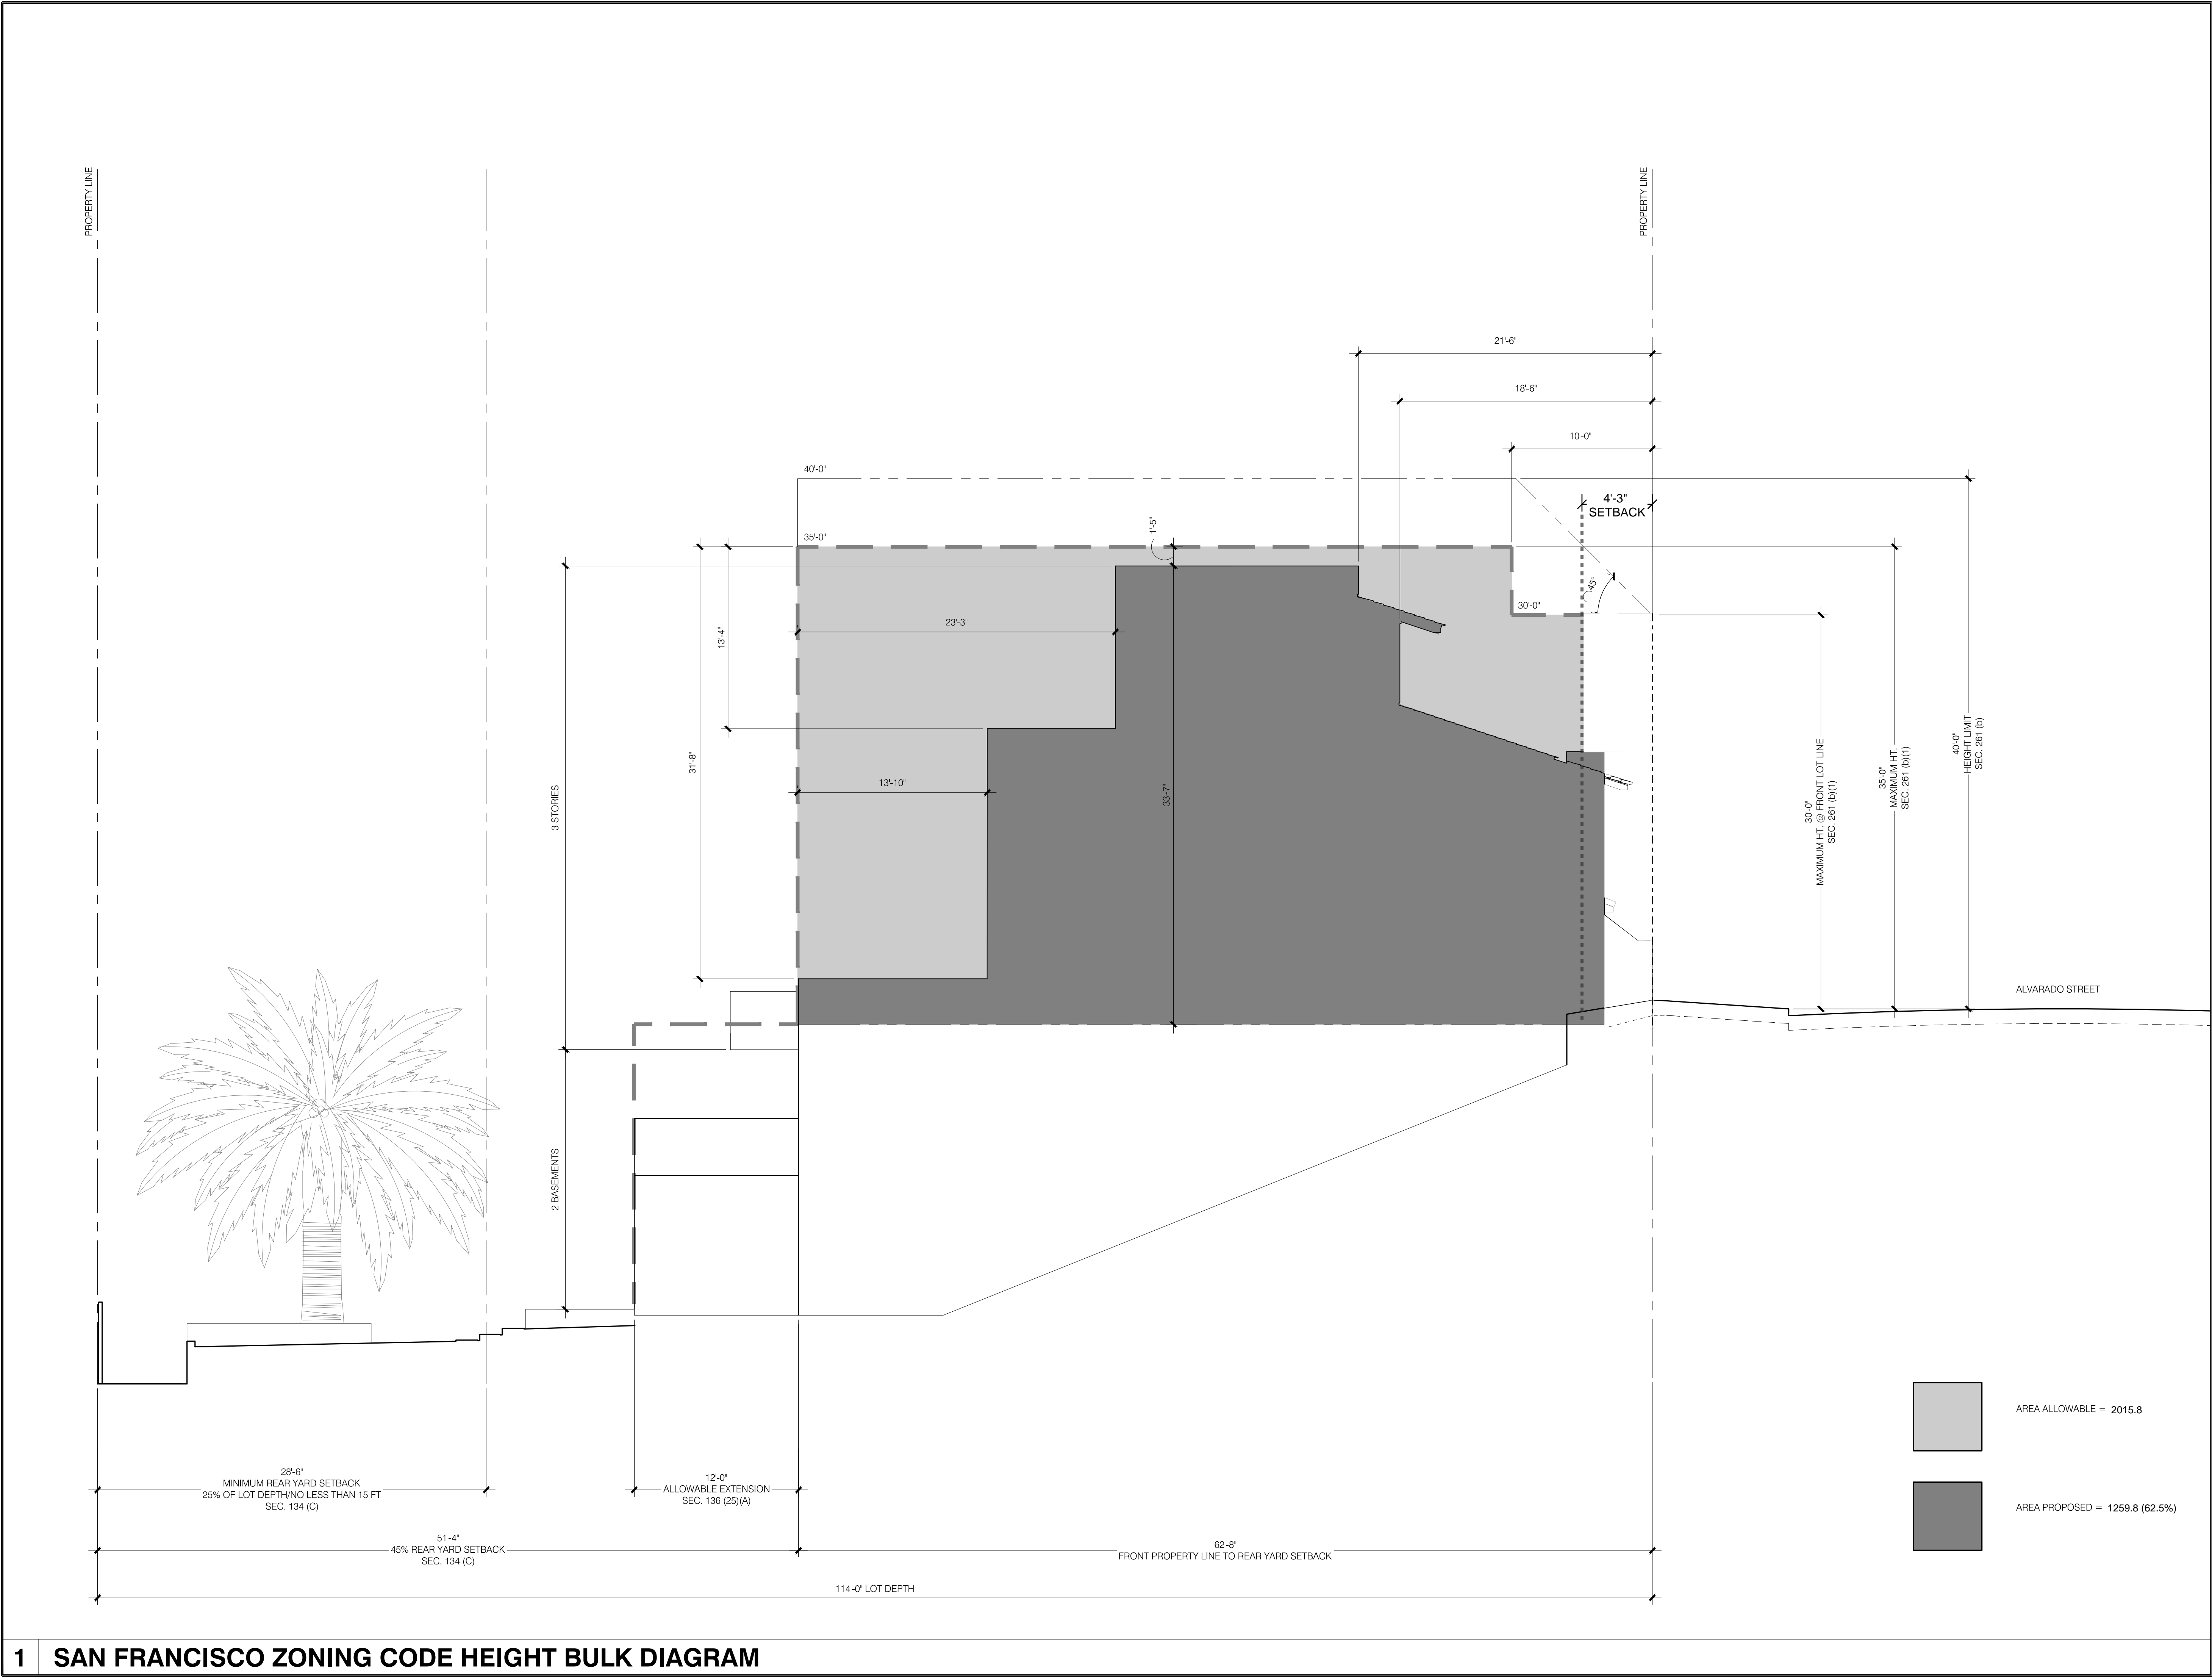 PROPERTY LINE
PROPERTY LINE
21'-6"
18'-6"
10'-0"
40'-0"
4'-3"
SETBACK
1'-5"
35'-0"
45°
30'-0"
23'-3"
13'-4"
31'-8"
13'-10"
33'-7"
3 STORIES
30'-0"
MAXIMUM HT. @ FRONT LOT LINE
SEC. 261 (b)(1)
35'-0"
MAXIMUM HT.
SEC. 261 (b)(1)
40'-0"
HEIGHT LIMIT
SEC. 261 (b)
ALVARADO STREET
2 BASEMENTS
AREA ALLOWABLE = 2015.8
AREA PROPOSED = 1259.8 (62.5%)
28'-6"
MINIMUM REAR YARD SETBACK
25% OF LOT DEPTH/NO LESS THAN 15 FT
SEC. 134 (C)
12'-0"
ALLOWABLE EXTENSION
SEC. 136 (25)(A)
51'-4"
45% REAR YARD SETBACK
SEC. 134 (C)
62'-8"
FRONT PROPERTY LINE TO REAR YARD SETBACK
114'-0" LOT DEPTH
1 SAN FRANCISCO ZONING CODE HEIGHT BULK DIAGRAM